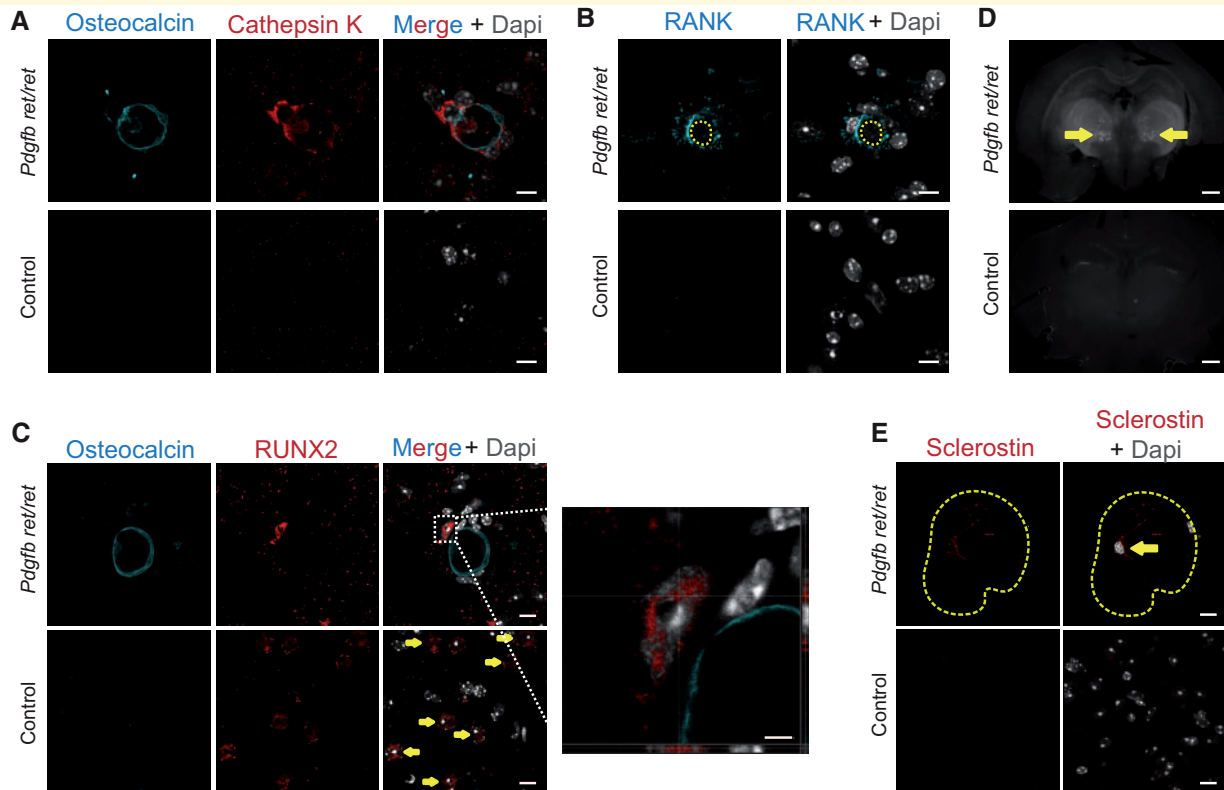 A
Osteocalcin
Cathepsin K
Merge + Dapi
Pdgfb ret/ret
Control
B
RANK
RANK + Dapi
Pdgfb ret/ret
Control
D
Pdgfb ret/ret
Control
C
Osteocalcin
RUNX2
Merge + Dapi
Pdgfb ret/ret
Control
E
Sclerostin
Sclerostin
+ Dapi
Pdgfb ret/ret
Control